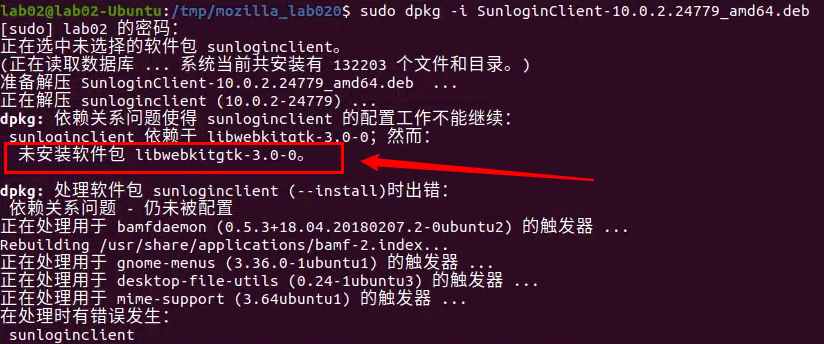 lab02@lab02-Ubuntu:/tmp/mozilla_lab020$ sudo dpkg -i SunloginClient-10.0.2.24779_amd64.deb
[sudo] lab02 的密码：
正在选中未选择的软件包 sunloginclient。
(正在读取数据库 ... 系统当前共安装有 132203 个文件和目录。)
准备解压 SunloginClient-10.0.2.24779_amd64.deb  ...
正在解压 sunloginclient (10.0.2-24779) ...
dpkg: 依赖关系问题使得 sunloginclient 的配置工作不能继续：
 sunloginclient 依赖于 libwebkitgtk-3.0-0；然而：
  未安装软件包 libwebkitgtk-3.0-0。
dpkg: 处理软件包 sunloginclient (--install)时出错：
 依赖关系问题 - 仍未被配置
正在处理用于 bamfdaemon (0.5.3+18.04.20180207.2-0ubuntu2) 的触发器 ...
Rebuilding /usr/share/applications/bamf-2.index...
正在处理用于 gnome-menus (3.36.0-1ubuntu1) 的触发器 ...
正在处理用于 desktop-file-utils (0.24-1ubuntu3) 的触发器 ...
正在处理用于 mime-support (3.64ubuntu1) 的触发器 ...
在处理时有错误发生：
 sunloginclient